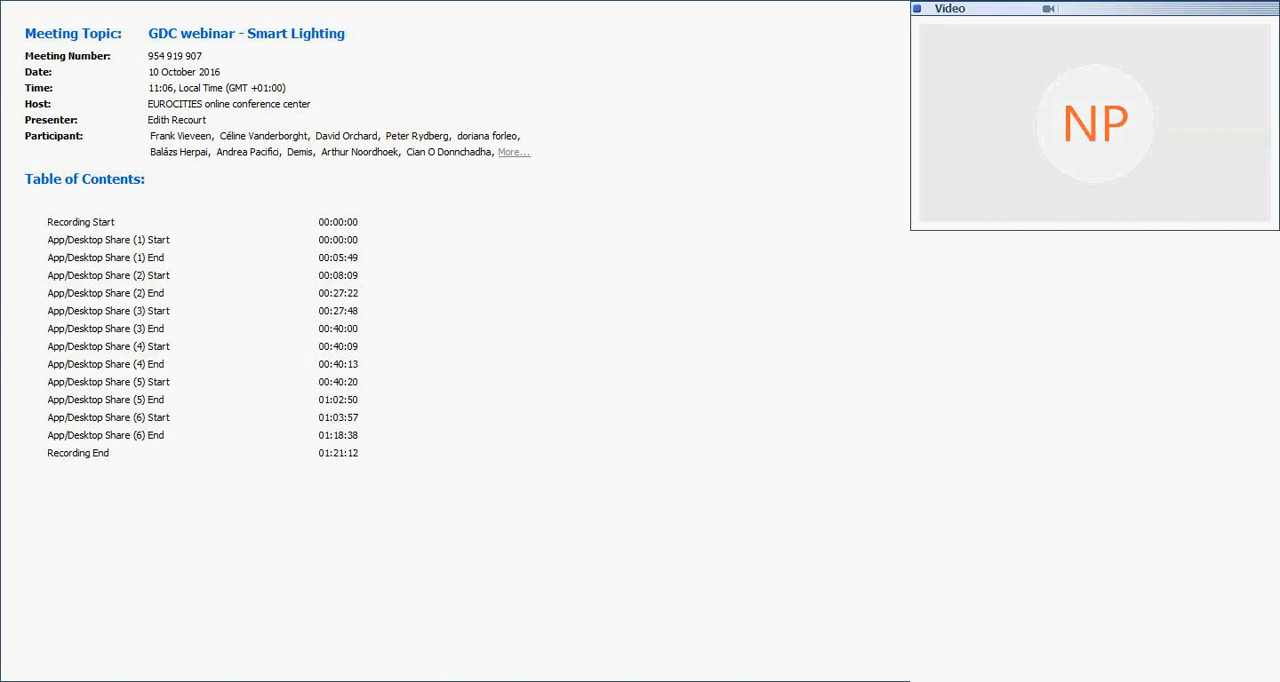 Meeting Topic: GDC webinar - Smart Lighting
Meeting Number: 954 919 907
Date: 10 October 2016
Time: 11:06, Local Time (GMT +01:00)
Host: EUROCITIES online conference center
Presenter: Edith Recourt
Participant: Frank Vieveen, Céline Vanderborght, David Orchard, Peter Rydberg, doriana forleo,
Balázs Herpai, Andrea Pacifici, Demis, Arthur Noordhoek, Cian O Donnchadha, More...
Table of Contents:
Recording Start 00:00:00
App/Desktop Share (1) Start 00:00:00
App/Desktop Share (1) End 00:05:49
App/Desktop Share (2) Start 00:08:09
App/Desktop Share (2) End 00:27:22
App/Desktop Share (3) Start 00:27:48
App/Desktop Share (3) End 00:40:00
App/Desktop Share (4) Start 00:40:09
App/Desktop Share (4) End 00:40:13
App/Desktop Share (5) Start 00:40:20
App/Desktop Share (5) End 01:02:50
App/Desktop Share (6) Start 01:03:57
App/Desktop Share (6) End 01:18:38
Recording End 01:21:12
Video
NP